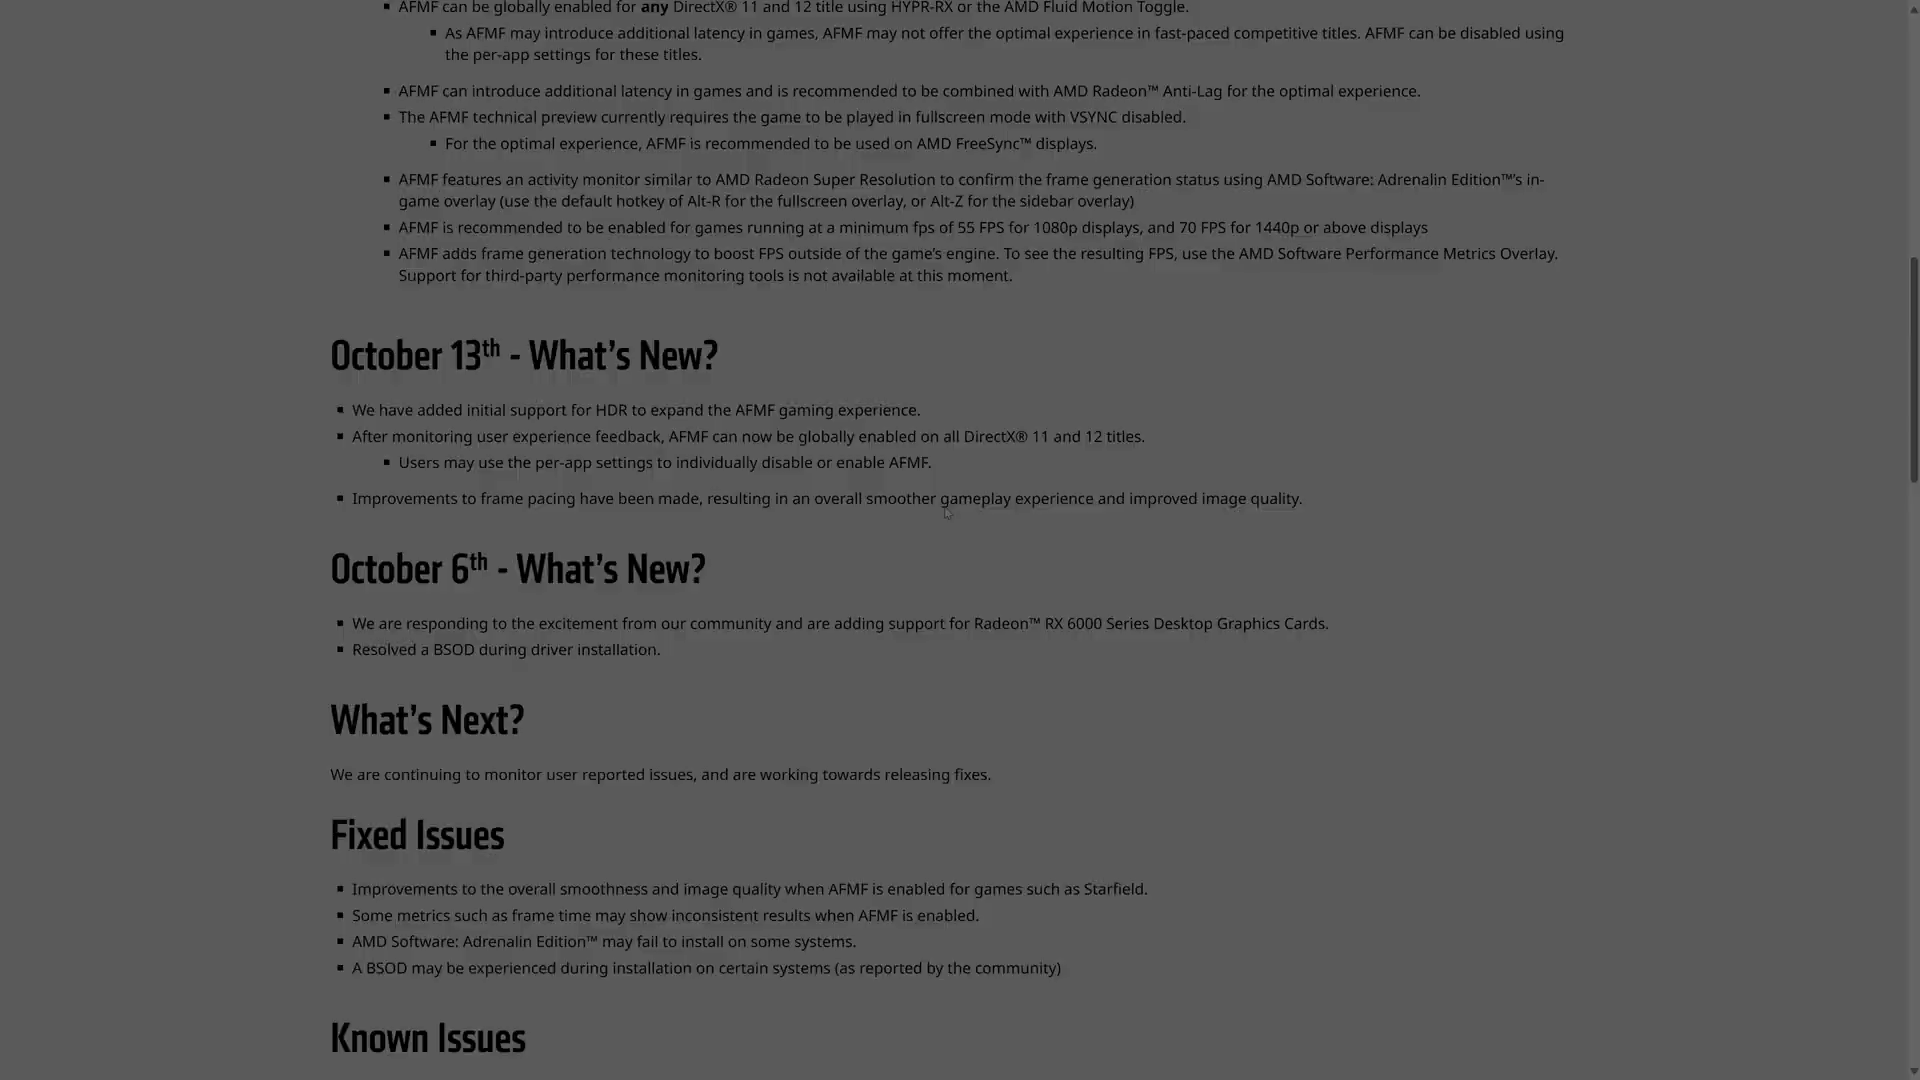 ▪ AFMF can be globally enabled for any DirectX® 11 and 12 title using HYPR-RX or the AMD Fluid Motion Toggle.
▪ As AFMF may introduce additional latency in games, AFMF may not offer the optimal experience in fast-paced competitive titles. AFMF can be disabled using
the per-app settings for these titles.
▪ AFMF can introduce additional latency in games and is recommended to be combined with AMD Radeon™ Anti-Lag for the optimal experience.
▪ The AFMF technical preview currently requires the game to be played in fullscreen mode with VSYNC disabled.
▪ For the optimal experience, AFMF is recommended to be used on AMD FreeSync™ displays.
▪ AFMF features an activity monitor similar to AMD Radeon Super Resolution to confirm the frame generation status using AMD Software: Adrenalin Edition™'s in-
game overlay (use the default hotkey of Alt-R for the fullscreen overlay, or Alt-Z for the sidebar overlay)
▪ AFMF is recommended to be enabled for games running at a minimum fps of 55 FPS for 1080p displays, and 70 FPS for 1440p or above displays
▪ AFMF adds frame generation technology to boost FPS outside of the game's engine. To see the resulting FPS, use the AMD Software Performance Metrics Overlay.
Support for third-party performance monitoring tools is not available at this moment.
October 13th - What's New?
▪ We have added initial support for HDR to expand the AFMF gaming experience.
▪ After monitoring user experience feedback, AFMF can now be globally enabled on all DirectX® 11 and 12 titles.
▪ Users may use the per-app settings to individually disable or enable AFMF.
▪ Improvements to frame pacing have been made, resulting in an overall smoother gameplay experience and improved image quality.
October 6th - What's New?
▪ We are responding to the excitement from our community and are adding support for Radeon™ RX 6000 Series Desktop Graphics Cards.
▪ Resolved a BSOD during driver installation.
What's Next?
We are continuing to monitor user reported issues, and are working towards releasing fixes.
Fixed Issues
▪ Improvements to the overall smoothness and image quality when AFMF is enabled for games such as Starfield.
▪ Some metrics such as frame time may show inconsistent results when AFMF is enabled.
▪ AMD Software: Adrenalin Edition™ may fail to install on some systems.
▪ A BSOD may be experienced during installation on certain systems (as reported by the community)
Known Issues